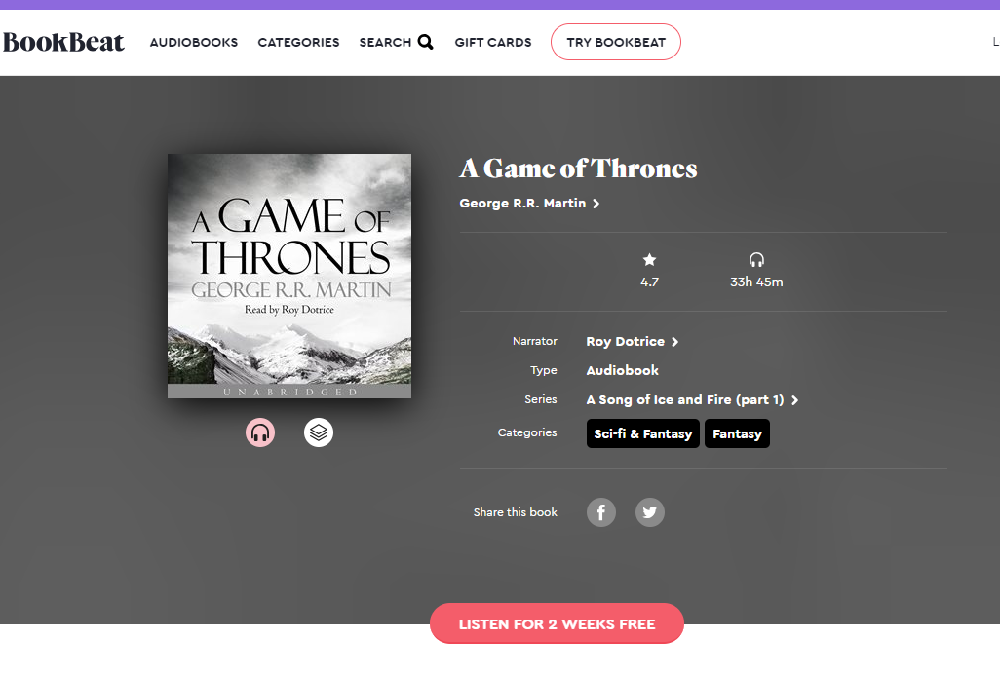 BookBeat
AUDIOBOOKS CATEGORIES SEARCH GIFT CARDS TRY BOOKBEAT
A GAME OF
THRONES
GEORGE R.R. MARTIN
Read by Roy Dotrice
UNABRIDGED
A Game of Thrones
George R.R. Martin
4.7 33h 45m
Narrator Roy Dotrice
Type Audiobook
Series A Song of Ice and Fire (part 1)
Categories Sci-fi & Fantasy Fantasy
Share this book
LISTEN FOR 2 WEEKS FREE